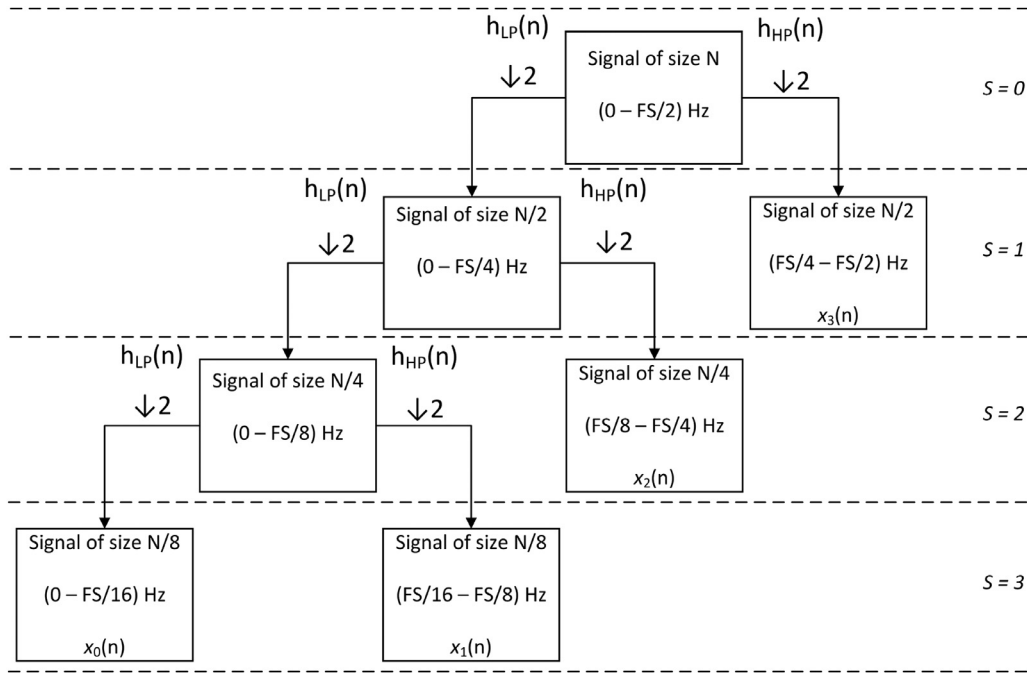 h_LP(n)
h_HP(n)
Signal of size N
↓2
↓2
(0 – FS/2) Hz
S = 0
h_LP(n)
h_HP(n)
Signal of size N/2
↓2
↓2
(0 – FS/4) Hz
Signal of size N/2
(FS/4 – FS/2) Hz
x_3(n)
S = 1
h_LP(n)
h_HP(n)
Signal of size N/4
↓2
↓2
(0 – FS/8) Hz
Signal of size N/4
(FS/8 – FS/4) Hz
x_2(n)
S = 2
Signal of size N/8
(0 – FS/16) Hz
x_0(n)
Signal of size N/8
(FS/16 – FS/8) Hz
x_1(n)
S = 3